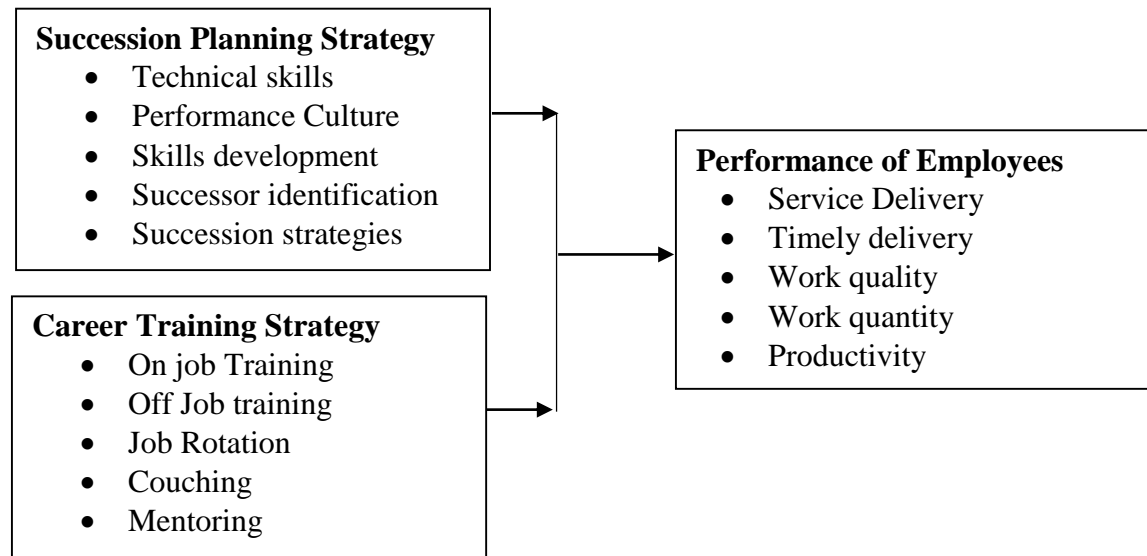 Succession Planning Strategy
• Technical skills
• Performance Culture
• Skills development
• Successor identification
• Succession strategies
Career Training Strategy
• On job Training
• Off Job training
• Job Rotation
• Couching
• Mentoring
Performance of Employees
• Service Delivery
• Timely delivery
• Work quality
• Work quantity
• Productivity